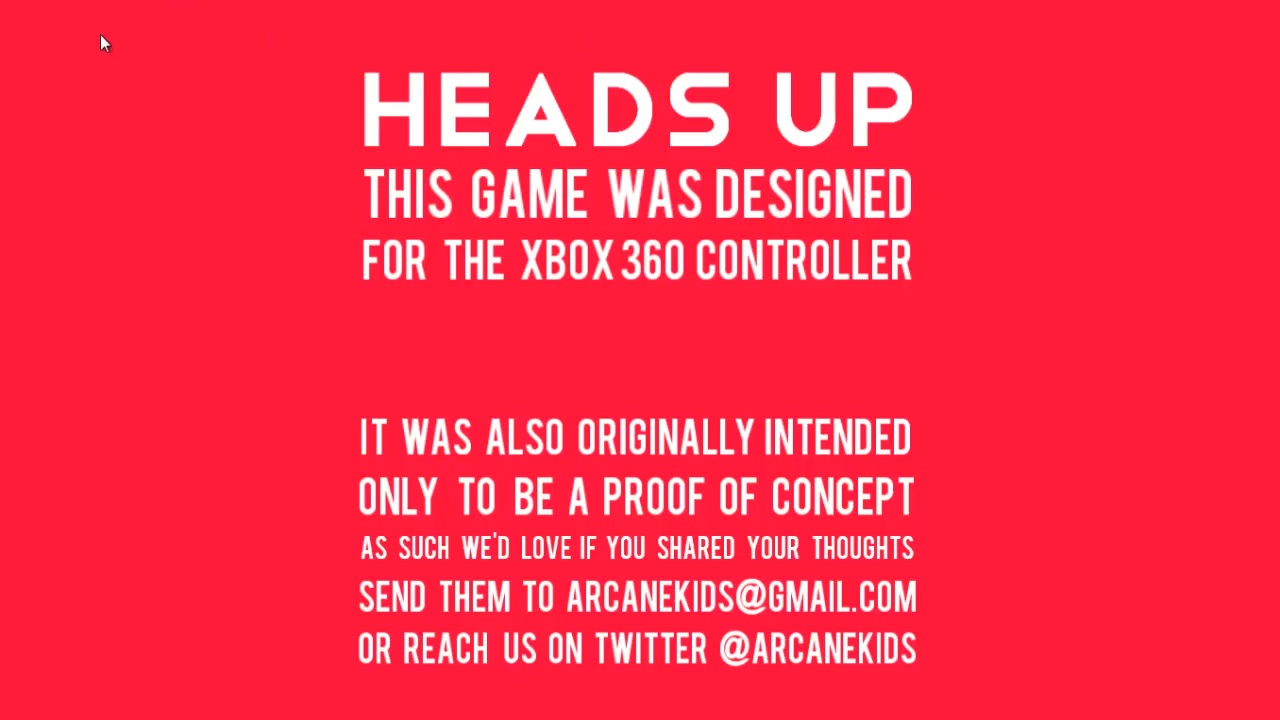 HEADS UP
THIS GAME WAS DESIGNED
FOR THE XBOX 360 CONTROLLER
IT WAS ALSO ORIGINALLY INTENDED
ONLY TO BE A PROOF OF CONCEPT
AS SUCH WE'D LOVE IF YOU SHARED YOUR THOUGHTS
SEND THEM TO ARCANEKIDS@GMAIL.COM
OR REACH US ON TWITTER @ARCANEKIDS